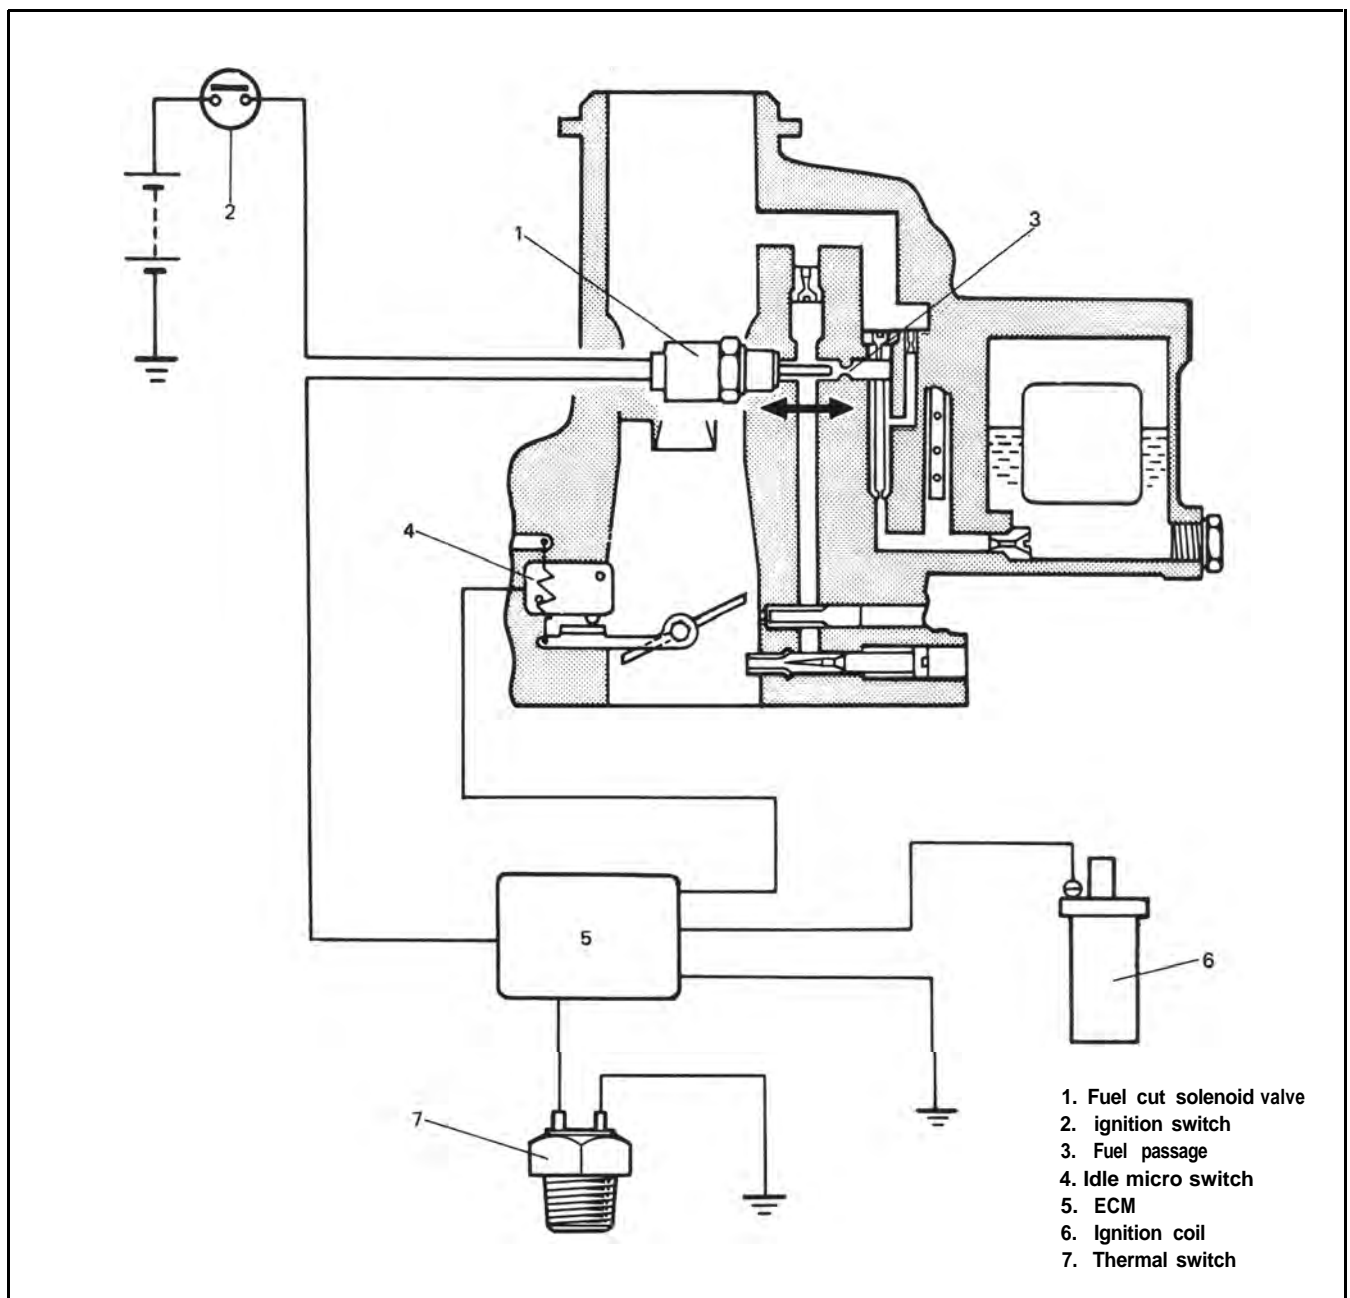 2
1
3
4
5
6
7
1. Fuel cut solenoid valve
2. ignition switch
3. Fuel passage
4. Idle micro switch
5. ECM
6. Ignition coil
7. Thermal switch